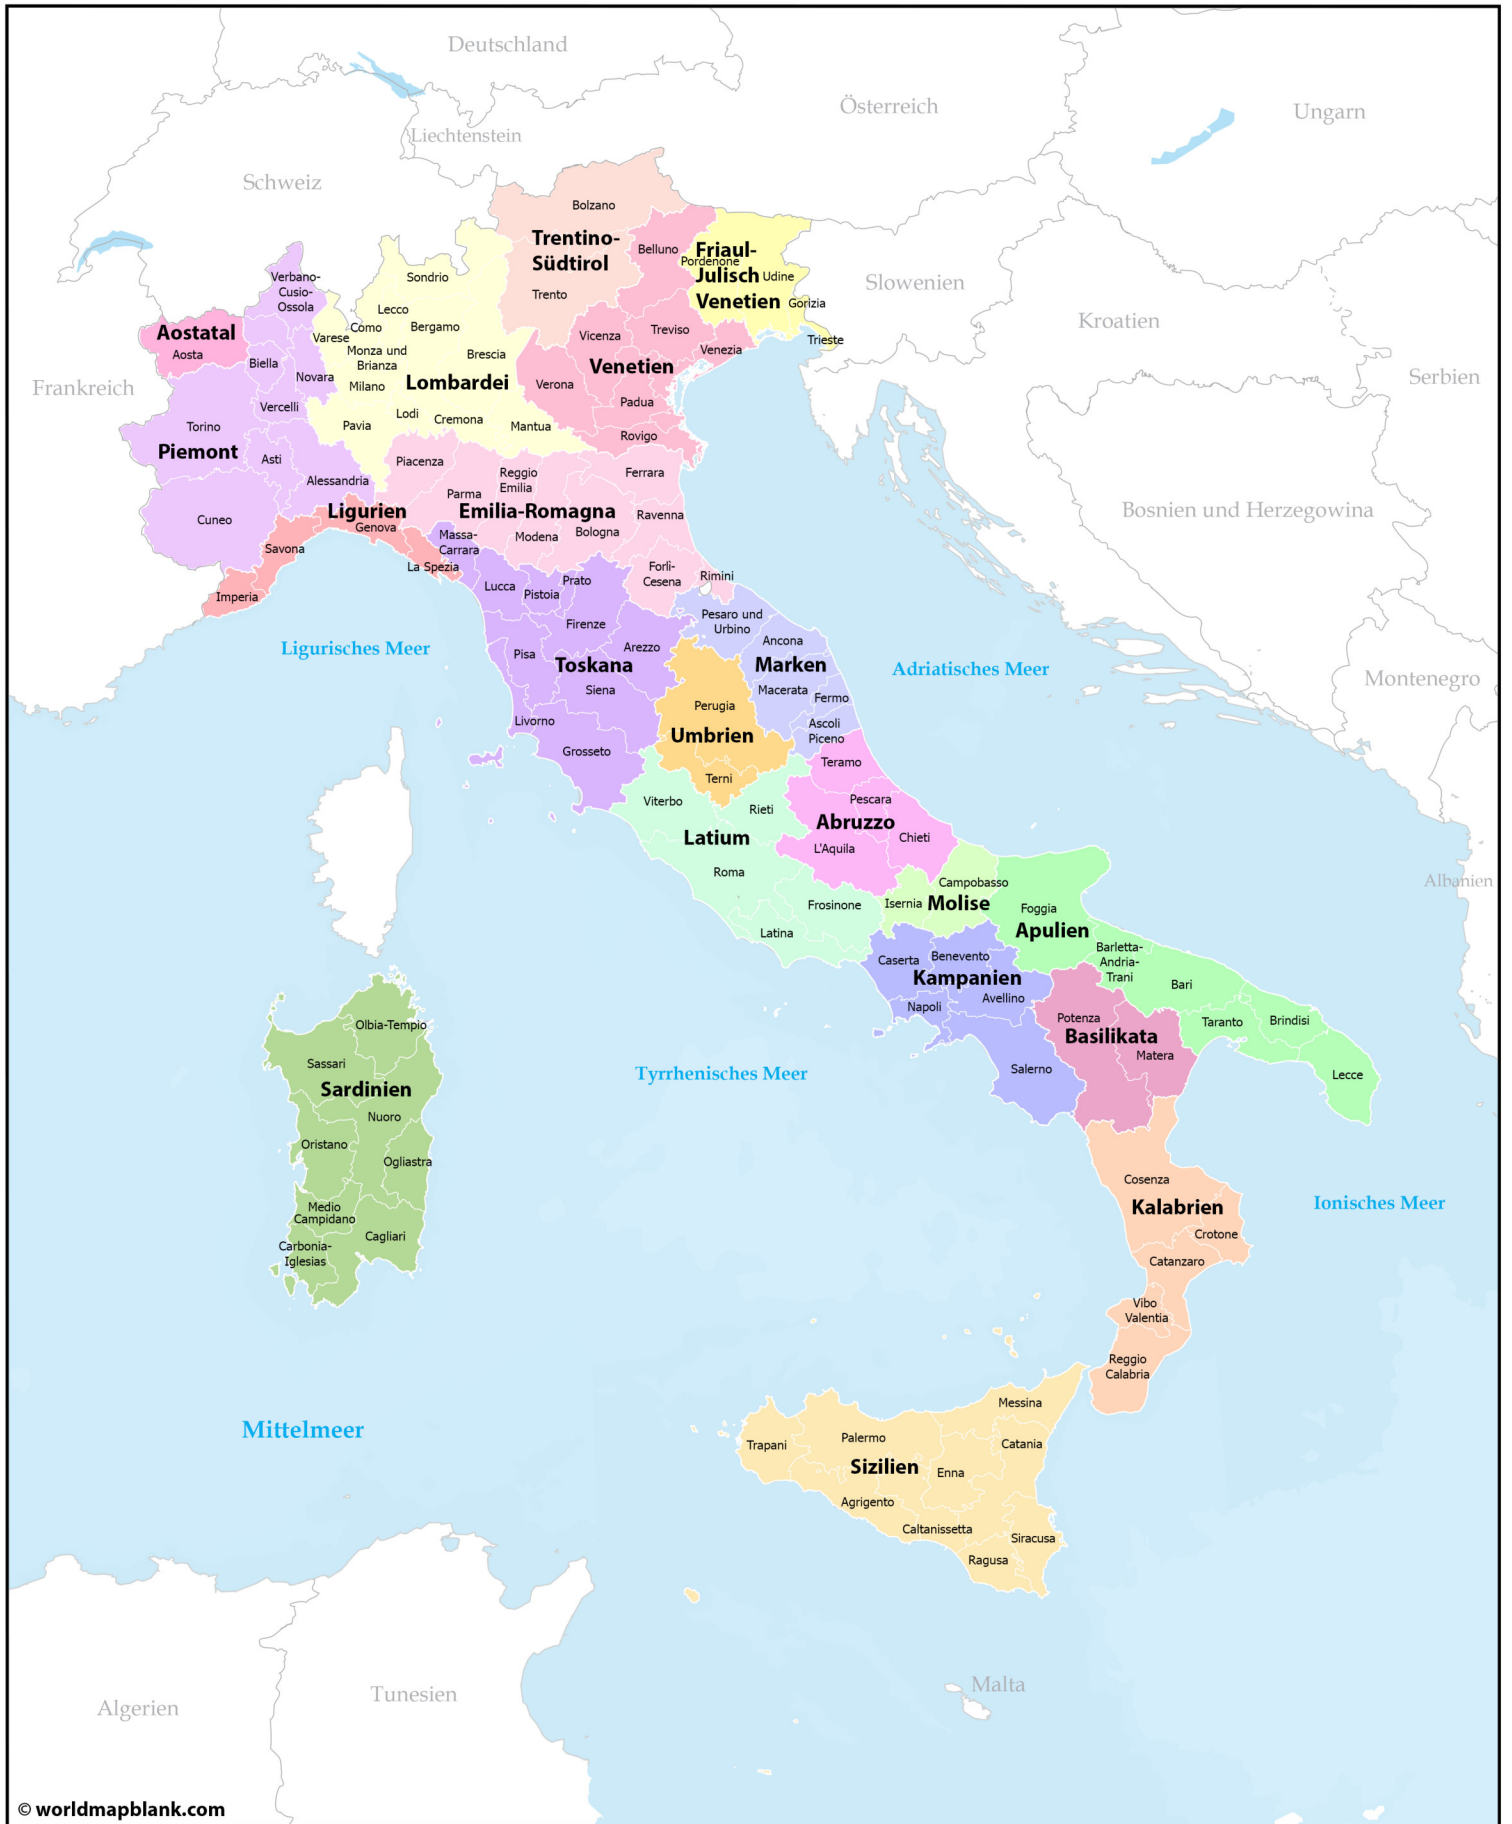 Deutschland
Österreich
Ungarn
Liechtenstein
Schweiz
Slowenien
Kroatien
Serbien
Frankreich
Bosnien und Herzegowina
Montenegro
Albanien
Bolzano
Trentino-
Südtirol
Trento
Belluno
Friaul-
Pordenone
Julisch
Udine
Venetien
Gorizia
Trieste
Verbano-
Cusio-
Ossola
Sondrio
Lecco
Como
Bergamo
Varese
Monza und
Brianza
Brescia
Milano
Lombardei
Lodi
Cremona
Pavia
Mantua
Aostatal
Aosta
Vicenza
Treviso
Venezia
Venetien
Verona
Padua
Rovigo
Biella
Novara
Vercelli
Torino
Piemont
Asti
Alessandria
Cuneo
Piacenza
Reggio
Emilia
Ferrara
Parma
Emilia-Romagna
Ravenna
Modena
Bologna
Forlì-
Cesena
Rimini
Ligurien
Genova
Savona
La Spezia
Imperia
Massa-
Carrara
Lucca
Prato
Pistoia
Firenze
Arezzo
Pisa
Toskana
Siena
Livorno
Grosseto
Ligurisches Meer
Adriatisches Meer
Pesaro und
Urbino
Ancona
Marken
Macerata
Fermo
Ascoli
Piceno
Perugia
Umbrien
Terni
Teramo
Pescara
Abruzzo
Chieti
L'Aquila
Viterbo
Rieti
Latium
Roma
Frosinone
Latina
Campobasso
Isernia
Molise
Foggia
Apulien
Barletta-
Andria-
Trani
Bari
Taranto
Brindisi
Lecce
Caserta
Benevento
Kampanien
Avellino
Napoli
Salerno
Potenza
Basilikata
Matera
Olbia-Tempio
Sassari
Sardinien
Nuoro
Oristano
Ogliastra
Medio
Campidano
Cagliari
Carbonia-
Iglesias
Tyrrhenisches Meer
Cosenza
Kalabrien
Crotone
Catanzaro
Vibo
Valentia
Reggio
Calabria
Ionisches Meer
Mittelmeer
Messina
Palermo
Trapani
Catania
Sizilien
Enna
Agrigento
Caltanissetta
Siracusa
Ragusa
Malta
Tunesien
Algerien
© worldmapblank.com